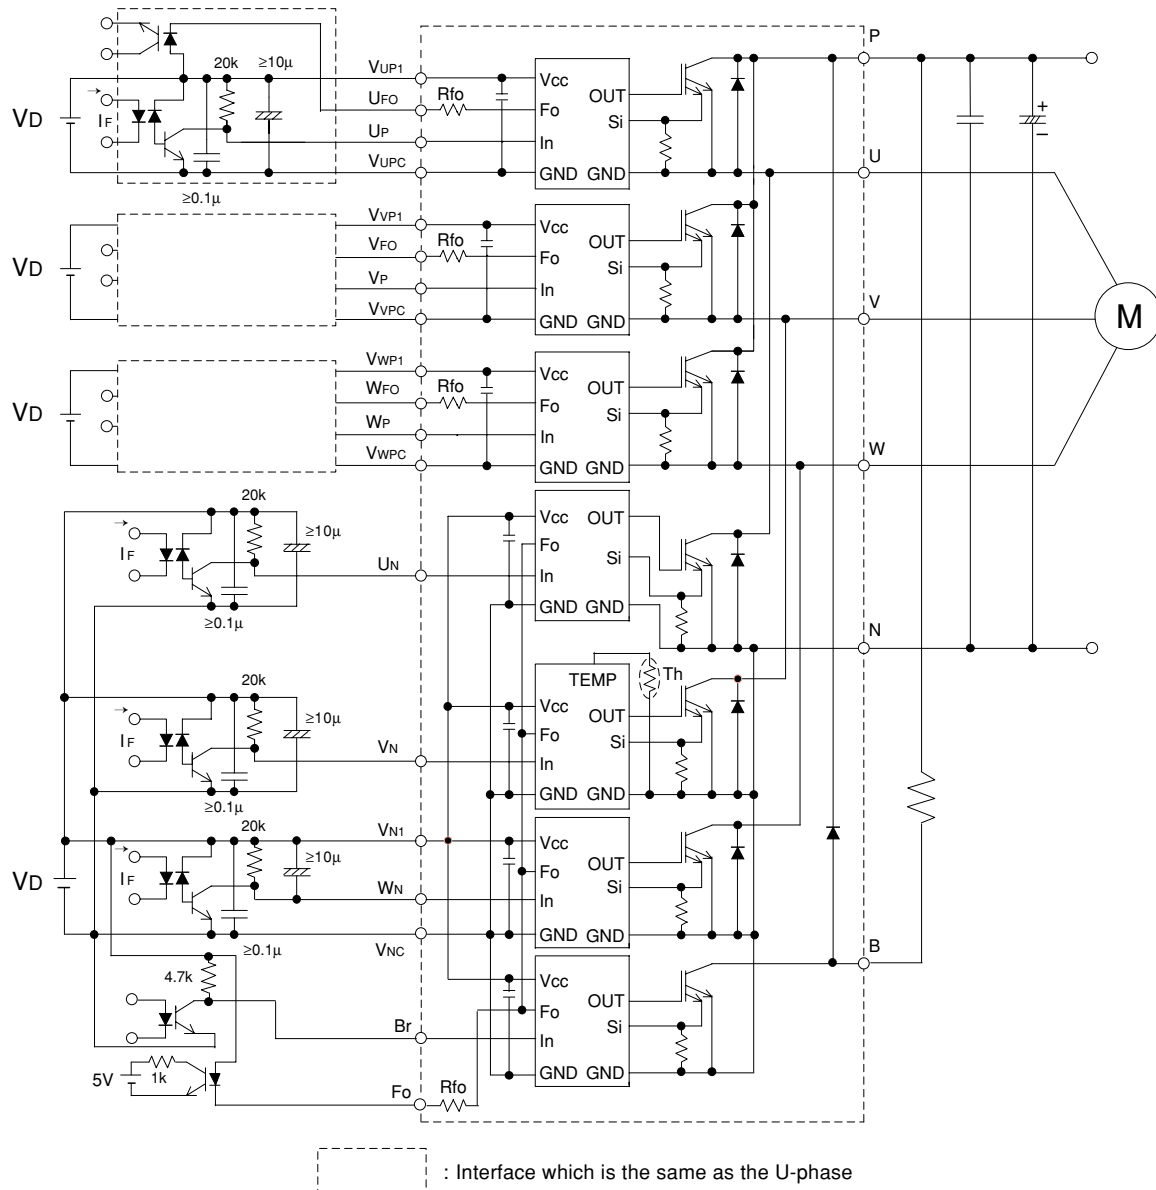 P
20k ≥10μ
VUP1
Vcc
Rfo
UFO
OUT
Fo
VD
IF
Si
+
−
UP
In
VUPC
GND GND
U
≥0.1μ
VVP1
Vcc
Rfo
VFO
OUT
Fo
VD
Si
VP
In
VVPC
GND GND
V
M
VWP1
Vcc
Rfo
WFO
OUT
Fo
VD
Si
WP
In
VWPC
GND GND
W
20k
≥10μ
Vcc OUT
Fo
IF
Si
UN
In
GND GND
≥0.1μ
N
TEMP
Th
20k
≥10μ
Vcc
OUT
IF
Fo
Si
VN
In
GND GND
≥0.1μ
20k
VN1
Vcc
≥10μ
OUT
VD
IF
Fo
Si
WN
In
VNC
GND GND
≥0.1μ
B
4.7k
Vcc
OUT
Fo
Si
Br
In
5V
1k
GND GND
Fo
Rfo
: Interface which is the same as the U-phase